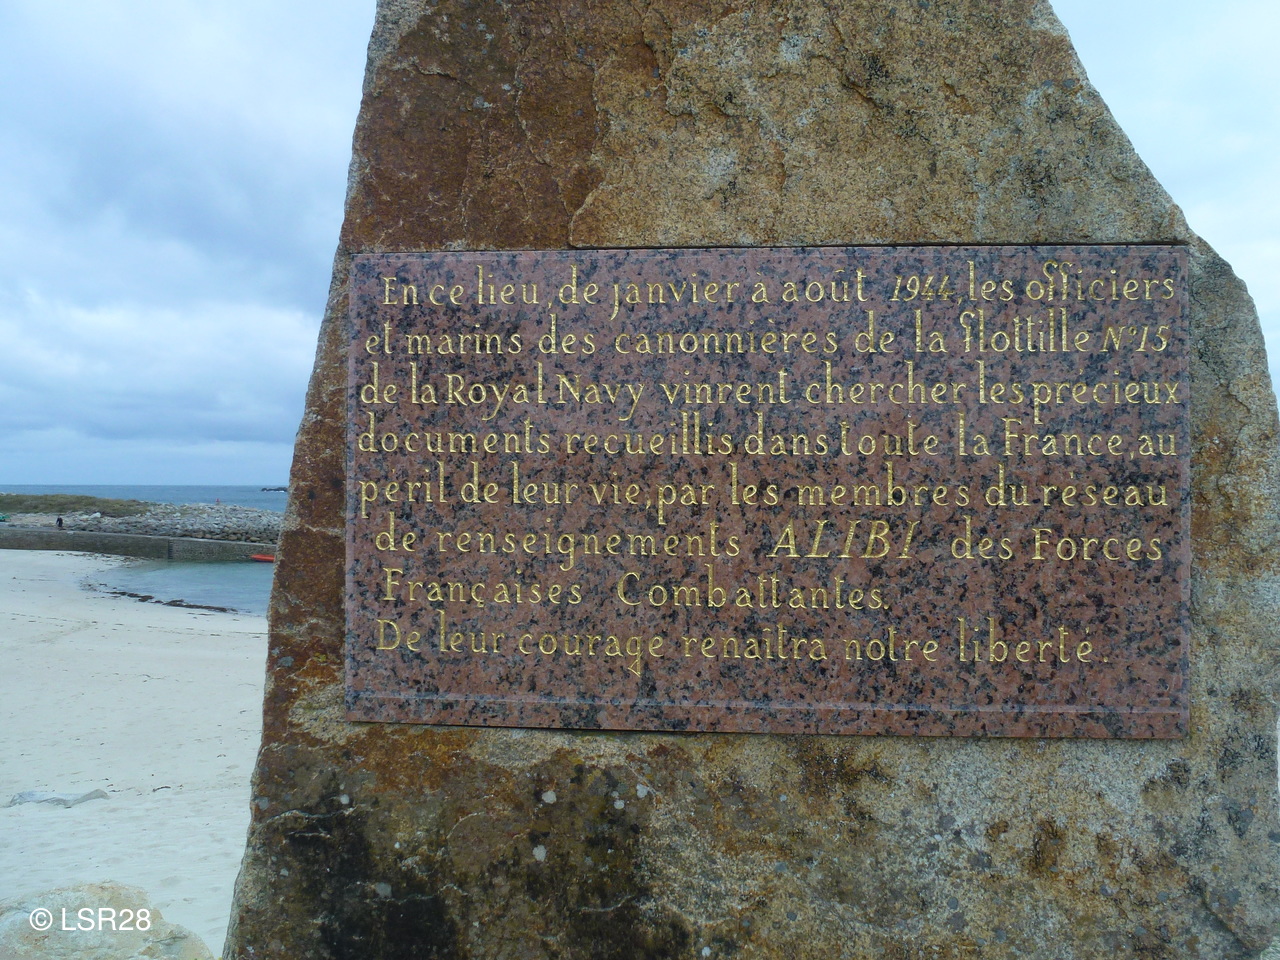 En ce lieu, de janvier à août 1944, les officiers
et marins des canonnières de la flottille N°15
de la Royal Navy vinrent chercher les précieux
documents recueillis dans toute la France, au
péril de leur vie, par les membres du réseau
de renseignements ALIBI des Forces
Françaises Combattantes.
De leur courage renaîtra notre liberté.
© LSR28